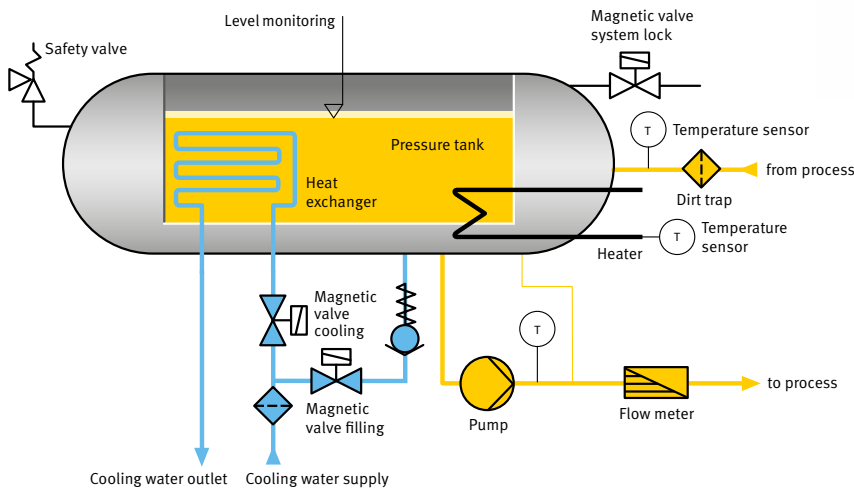 Level monitoring
Magnetic valve
system lock
Safety valve
T
Temperature sensor
Pressure tank
from process
Heat
exchanger
Dirt trap
T
Temperature
sensor
Heater
Magnetic
valve
cooling
T
to process
Magnetic
valve filling
Pump
Flow meter
Cooling water outlet
Cooling water supply